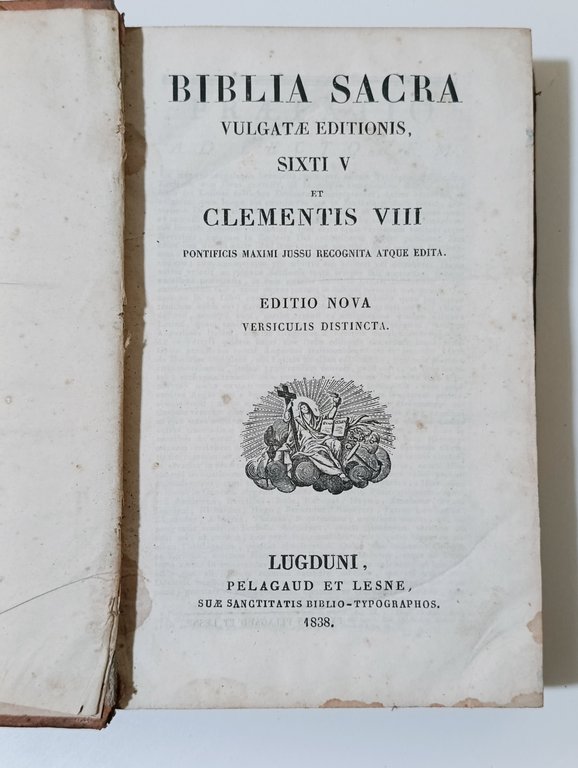 BIBLIA SACRA
VULGATÆ EDITIONIS,
SIXTI V
ET
CLEMENTIS VIII
PONTIFICIS MAXIMI JUSSU RECOGNITA ATQUE EDITA.
EDITIO NOVA
VERSICULIS DISTINCTA.
LUGDUNI,
PELAGAUD ET LESNE,
SUÆ SANCTITATIS BIBLIO-TYPOGRAPHOS.
1838.